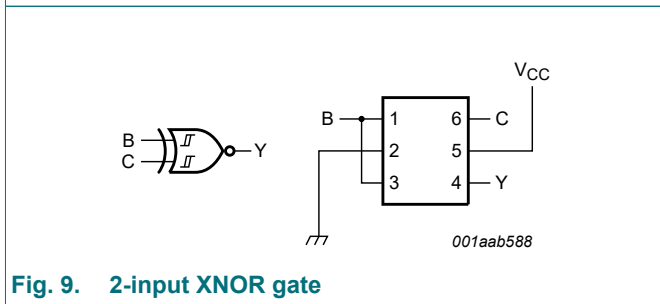 VCC
B 1 6 C
B
C
Y
2 5
3 4 Y
001aab588
Fig. 9. 2-input XNOR gate